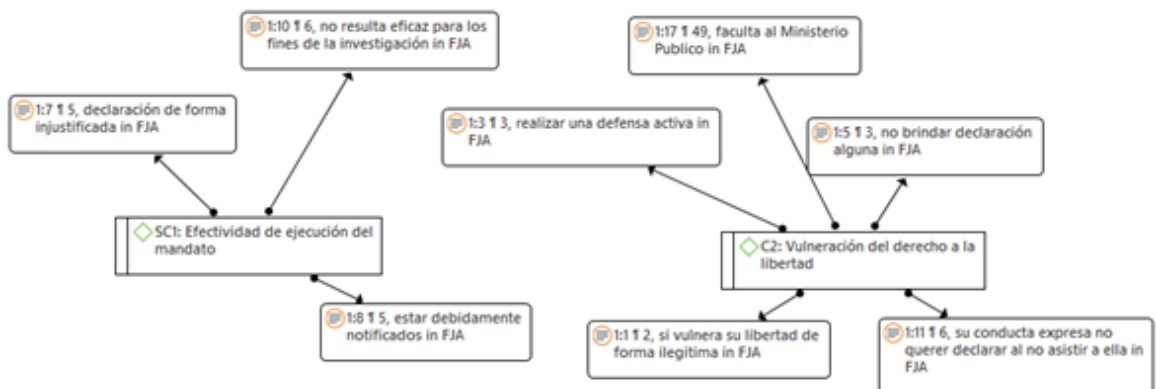 1:10 ¶ 6, no resulta eficaz para los
fines de la investigación in FJA
1:17 ¶ 49, faculta al Ministerio
Publico in FJA
1:7 ¶ 5, declaración de forma
injustificada in FJA
1:3 ¶ 3, realizar una defensa activa in
FJA
1:5 ¶ 3, no brindar declaración
alguna in FJA
SC1: Efectividad de ejecución del
mandato
C2: Vulneración del derecho a la
libertad
1:8 ¶ 5, estar debidamente
notificados in FJA
1:1 ¶ 2, si vulnera su libertad de
forma ilegitima in FJA
1:11 ¶ 6, su conducta expresa no
querer declarar al no asistir a ella in
FJA